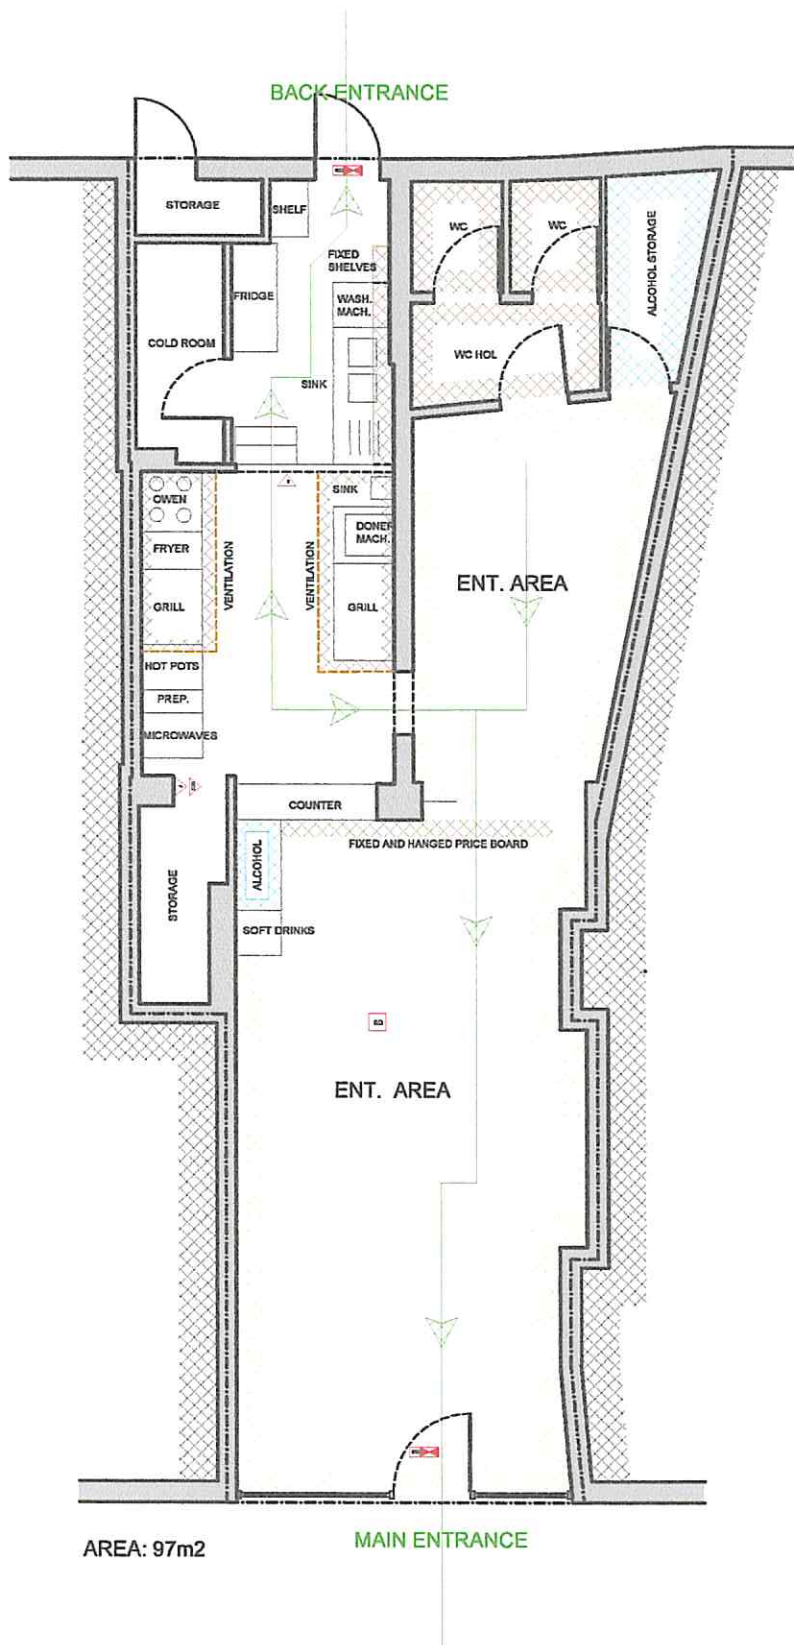 BACK ENTRANCE
STORAGE
SHELF
WC
WC
ALCOHOL STORAGE
FIXED
SHELVES
FRIDGE
WASH.
MACH.
COLD ROOM
WC HOL
SINK
OWEN
SINK
FRYER
VENTILATION
VENTILATION
DONER
MACH.
GRILL
GRILL
ENT. AREA
HOT POTS
PREP.
MICROWAVES
COUNTER
FIXED AND HANGED PRICE BOARD
ALCOHOL
STORAGE
SOFT DRINKS
ENT. AREA
MAIN ENTRANCE
AREA: 97m2